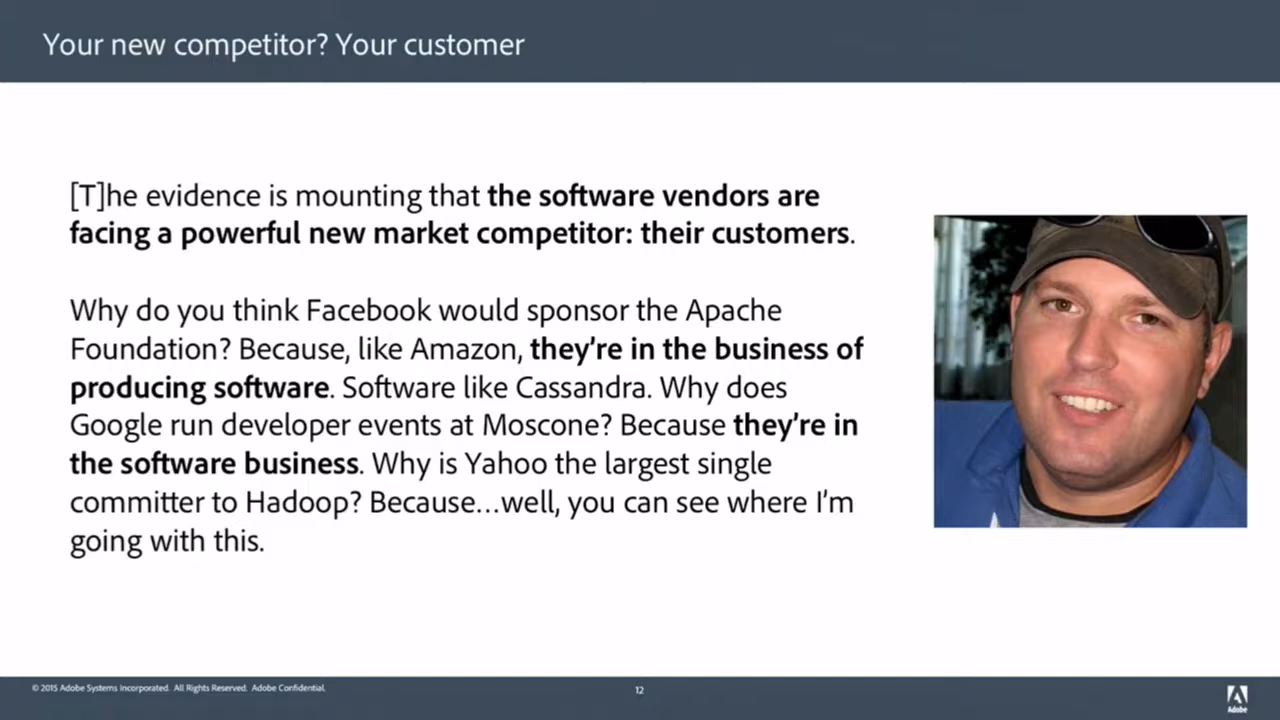 Your new competitor? Your customer
[T]he evidence is mounting that the software vendors are
facing a powerful new market competitor: their customers.
Why do you think Facebook would sponsor the Apache
Foundation? Because, like Amazon, they're in the business of
producing software. Software like Cassandra. Why does
Google run developer events at Moscone? Because they're in
the software business. Why is Yahoo the largest single
committer to Hadoop? Because…well, you can see where I'm
going with this.
© 2015 Adobe Systems Incorporated. All Rights Reserved. Adobe Confidential.
12
Adobe